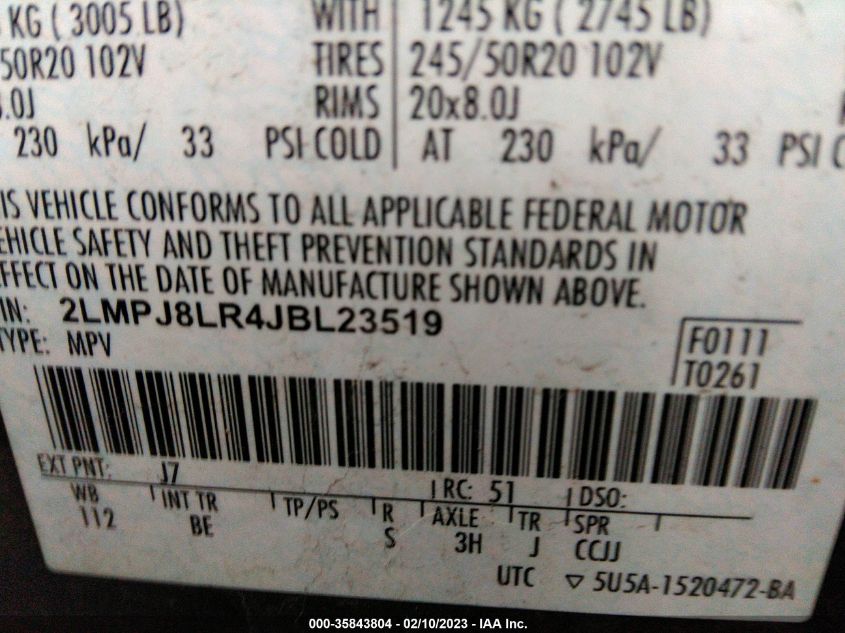 KG ( 3005 LB) WITH 1245 KG ( 2745 LB)
50R20 102V TIRES 245/50R20 102V
.0J RIMS 20x8.0J
230 kPa/ 33 PSI COLD AT 230 kPa/ 33 PSI C
IS VEHICLE CONFORMS TO ALL APPLICABLE FEDERAL MOTOR
EHICLE SAFETY AND THEFT PREVENTION STANDARDS IN
FFECT ON THE DATE OF MANUFACTURE SHOWN ABOVE.
IN: 2LMPJ8LR4JBL23519
TYPE: MPV
F0111
T0261
EXT PNT: J7 RC: 51 DSO:
WB INT TR TP/PS R AXLE TR SPR
112 BE S 3H J CCJJ
UTC ▽ 5U5A-1520472-BA
000-35843804 — 02/10/2023 — IAA Inc.